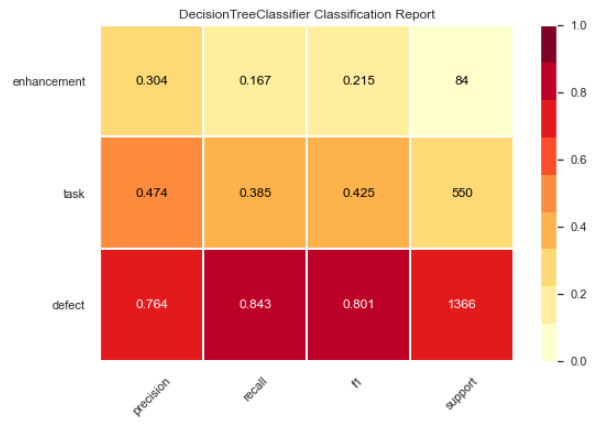 DecisionTreeClassifier Classification Report
enhancement 0.304 0.167 0.215 84
task 0.474 0.385 0.425 550
defect 0.764 0.843 0.801 1366
precision recall f1 support
1.0
0.8
0.6
0.4
0.2
0.0